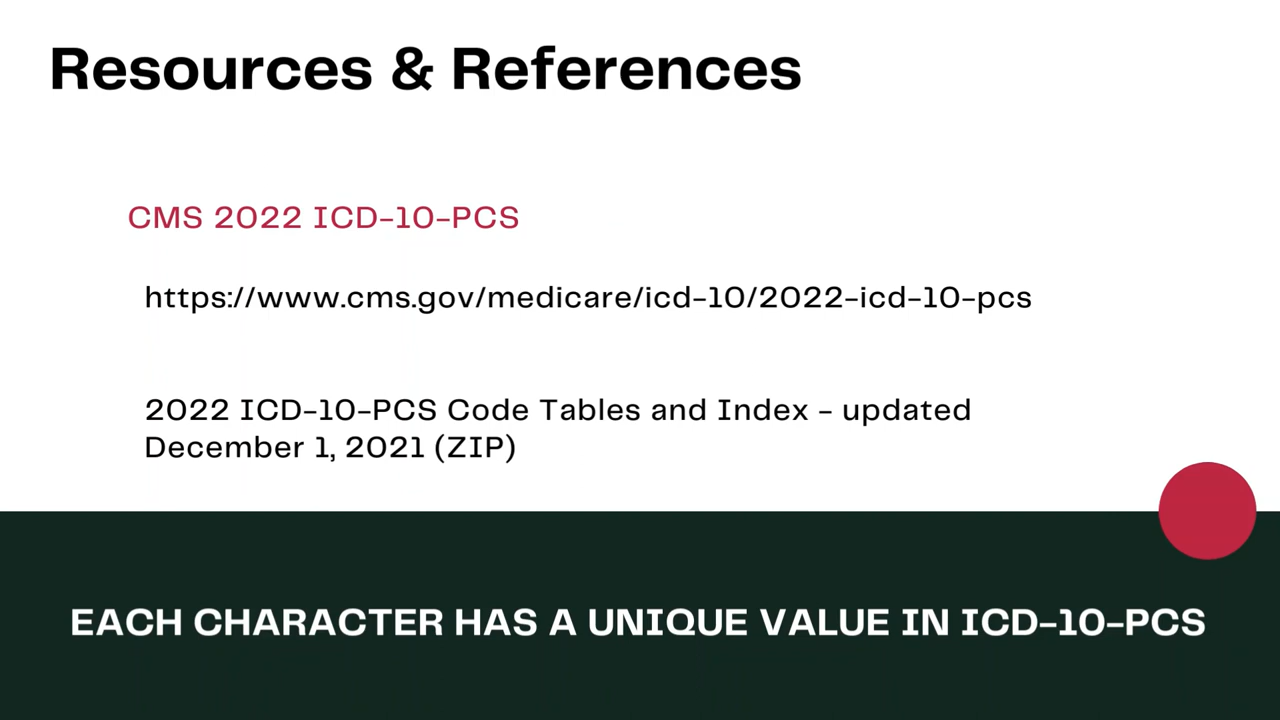 Resources & References
CMS 2022 ICD-10-PCS
https://www.cms.gov/medicare/icd-10/2022-icd-10-pcs
2022 ICD-10-PCS Code Tables and Index - updated
December 1, 2021 (ZIP)
EACH CHARACTER HAS A UNIQUE VALUE IN ICD-10-PCS